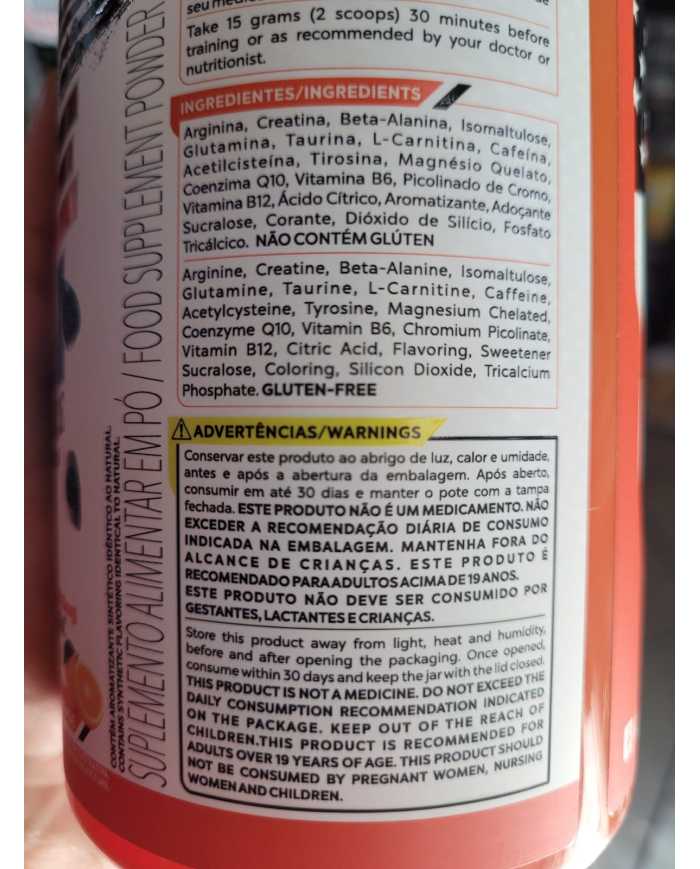 Take 15 grams (2 scoops) 30 minutes before
training or as recommended by your doctor or
nutritionist.
INGREDIENTES/INGREDIENTS
Arginina, Creatina, Beta-Alanina, Isomaltulose,
Glutamina, Taurina, L-Carnitina, Cafeína,
Acetilcisteína, Tirosina, Magnésio Quelato,
Coenzima Q10, Vitamina B6, Picolinado de Cromo,
Vitamina B12, Ácido Cítrico, Aromatizante, Adoçante
Sucralose, Corante, Dióxido de Silício, Fosfato
Tricálcico. NÃO CONTÉM GLÚTEN
Arginine, Creatine, Beta-Alanine, Isomaltulose,
Glutamine, Taurine, L-Carnitine, Caffeine,
Acetylcysteine, Tyrosine, Magnesium Chelated,
Coenzyme Q10, Vitamin B6, Chromium Picolinate,
Vitamin B12, Citric Acid, Flavoring, Sweetener
Sucralose, Coloring, Silicon Dioxide, Tricalcium
Phosphate. GLUTEN-FREE
ADVERTÊNCIAS/WARNINGS
Conservar este produto ao abrigo de luz, calor e umidade,
antes e após a abertura da embalagem. Após aberto,
consumir em até 30 dias e manter o pote com a tampa
fechada. ESTE PRODUTO NÃO É UM MEDICAMENTO. NÃO
EXCEDER A RECOMENDAÇÃO DIÁRIA DE CONSUMO
INDICADA NA EMBALAGEM. MANTENHA FORA DO
ALCANCE DE CRIANÇAS. ESTE PRODUTO É
RECOMENDADO PARA ADULTOS ACIMA DE 19 ANOS.
ESTE PRODUTO NÃO DEVE SER CONSUMIDO POR
GESTANTES, LACTANTES E CRIANÇAS.
Store this product away from light, heat and humidity,
before and after opening the packaging. Once opened,
consume within 30 days and keep the jar with the lid closed.
THIS PRODUCT IS NOT A MEDICINE. DO NOT EXCEED THE
DAILY CONSUMPTION RECOMMENDATION INDICATED
ON THE PACKAGE. KEEP OUT OF THE REACH OF
CHILDREN.THIS PRODUCT IS RECOMMENDED FOR
ADULTS OVER 19 YEARS OF AGE. THIS PRODUCT SHOULD
NOT BE CONSUMED BY PREGNANT WOMEN, NURSING
WOMEN AND CHILDREN.
SUPLEMENTO ALIMENTAR EM PÓ / FOOD SUPPLEMENT POWDER
CONTÉM AROMATIZANTE SINTÉTICO IDÊNTICO AO NATURAL.
CONTAINS SYNTHETIC FLAVORING IDENTICAL TO NATURAL.